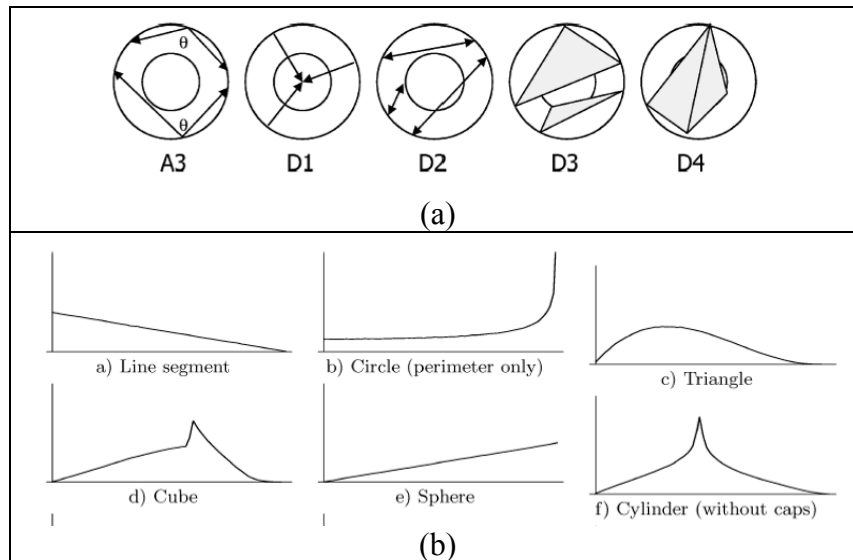 θ
θ
A3 D1 D2 D3 D4
(a)
a) Line segment b) Circle (perimeter only) c) Triangle
d) Cube e) Sphere f) Cylinder (without caps)
(b)